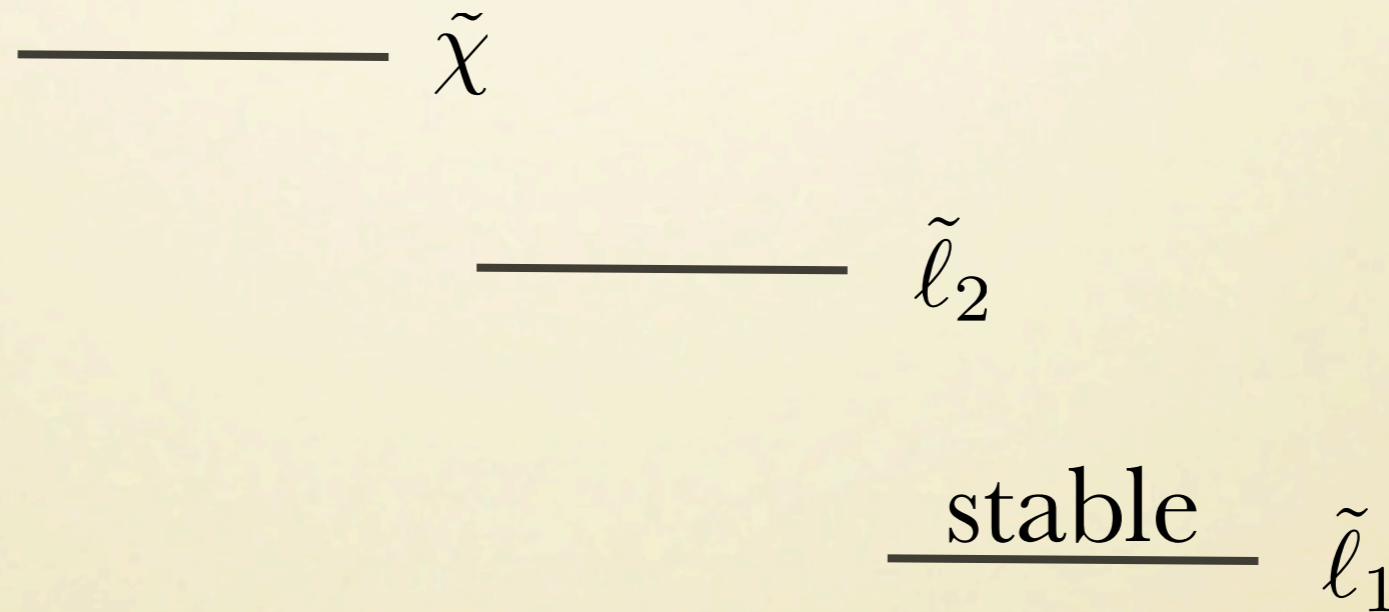 χ̃
ℓ̃₂
stable
ℓ̃₁